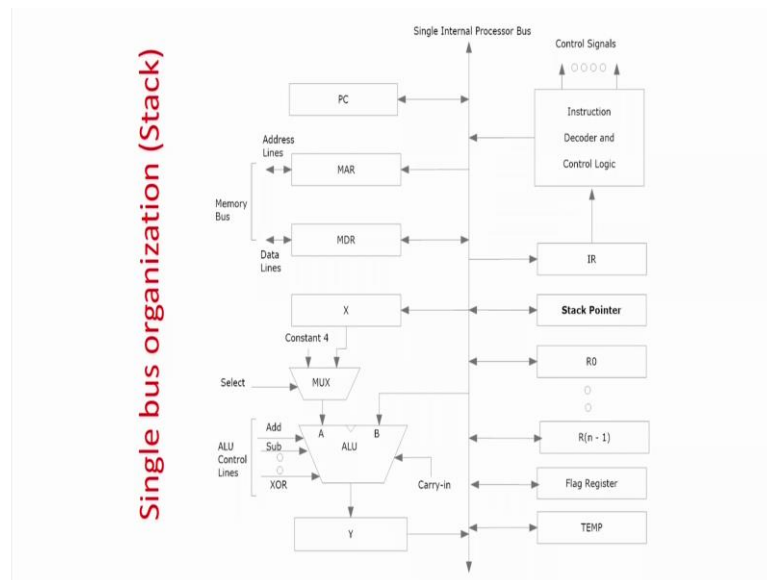 Single bus organization (Stack)
Single Internal Processor Bus
Control Signals
PC
Instruction
Decoder and
Control Logic
Address
Lines
MAR
Memory
Bus
MDR
Data
Lines
IR
X
Stack Pointer
Constant 4
R0
Select
MUX
Add
A
B
ALU
Sub
ALU
Control
Lines
XOR
Carry-in
R(n - 1)
Flag Register
Y
TEMP